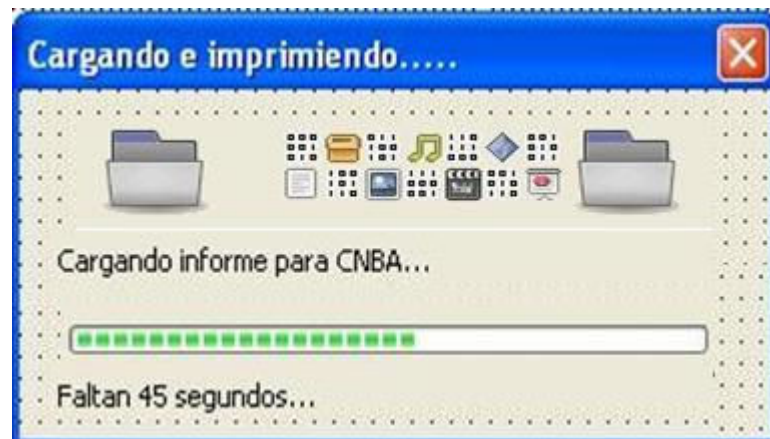 Cargando e imprimiendo.....
Cargando informe para CNBA...
Faltan 45 segundos...